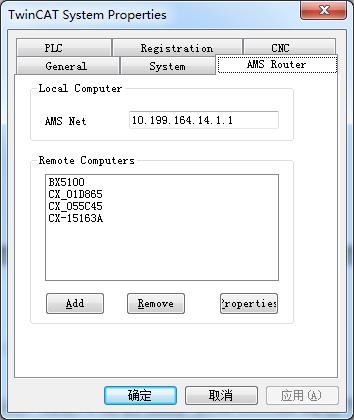 TwinCAT System Properties
PLC Registration CNC
General System AMS Router
Local Computer
AMS Net 10.199.164.14.1.1
Remote Computers
BX5100
CX_01D865
CX_055C45
CX-15163A
Add Remove Properties
确定 取消 应用(A)